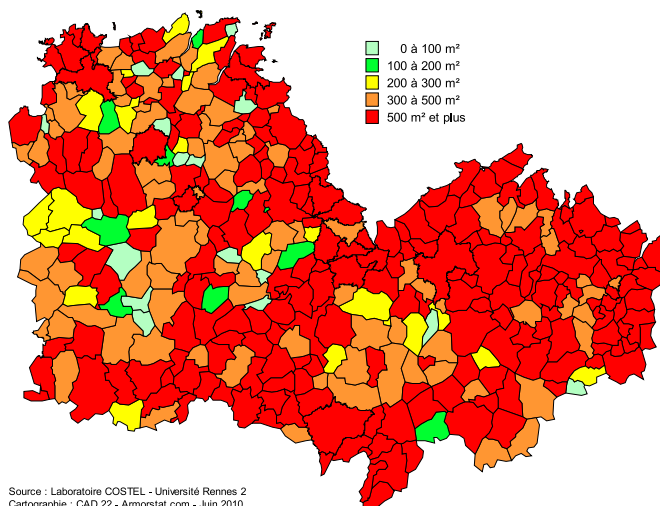 0 à 100 m²
100 à 200 m²
200 à 300 m²
300 à 500 m²
500 m² et plus
Source : Laboratoire COSTEL - Université Rennes 2
Cartographie : CAD 22 - Armorstat.com - Juin 2010